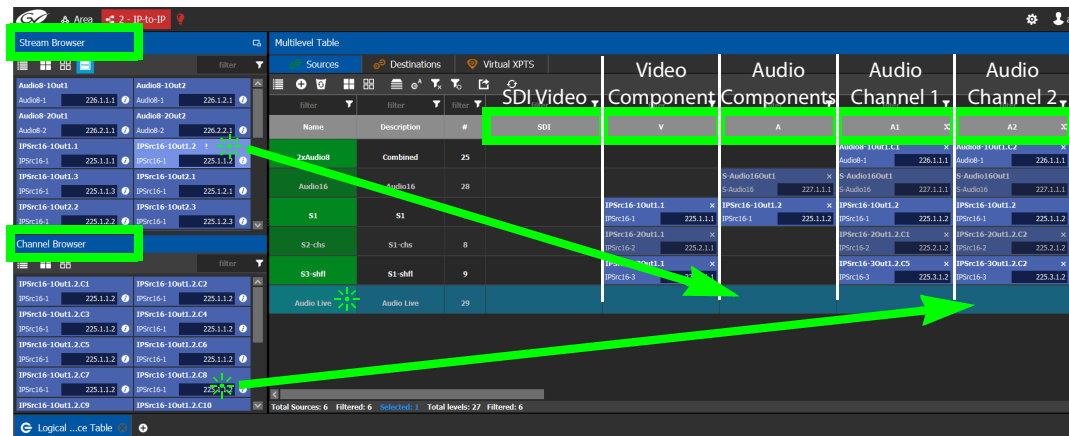 GV Area 2 - IP-to-IP
Stream Browser
filter
Audio8-1Out1 Audio8-1Out2
Audio8-1 226.1.1.1 Audio8-1 226.1.2.1
Audio8-2Out1 Audio8-2Out2
Audio8-2 226.2.1.1 Audio8-2 226.2.2.1
IPSrc16-1Out1.1 IPSrc16-1Out1.2
IPSrc16-1 225.1.1.1 IPSrc16-1 225.1.1.2
IPSrc16-1Out1.3 IPSrc16-1Out2.1
IPSrc16-1 225.1.1.3 IPSrc16-1 225.1.2.1
IPSrc16-1Out2.2 IPSrc16-1Out2.3
IPSrc16-1 225.1.2.2 IPSrc16-1 225.1.2.3
Channel Browser
filter
IPSrc16-1Out1.2.C1 IPSrc16-1Out1.2.C2
IPSrc16-1 225.1.1.2 IPSrc16-1 225.1.1.2
IPSrc16-1Out1.2.C3 IPSrc16-1Out1.2.C4
IPSrc16-1 225.1.1.2 IPSrc16-1 225.1.1.2
IPSrc16-1Out1.2.C5 IPSrc16-1Out1.2.C6
IPSrc16-1 225.1.1.2 IPSrc16-1 225.1.1.2
IPSrc16-1Out1.2.C7 IPSrc16-1Out1.2.C8
IPSrc16-1 225.1.1.2 IPSrc16-1 225.1.1.2
IPSrc16-1Out1.2.C9 IPSrc16-1Out1.2.C10
Multilevel Table
Sources Destinations Virtual XPTS
SDI Video
Video Component
Audio Components
Audio Channel 1
Audio Channel 2
filter filter filter
Name Description # SDI V A A1 A2
2xAudio8 Combined 25
Audio8-1Out1.C1 Audio8-1Out1.C2
Audio8-1 226.1.1.1 Audio8-1 226.1.1.1
Audio16 Audio16 28
S-Audio16Out1 S-Audio16Out1 S-Audio16Out1
S-Audio16 227.1.1.1 S-Audio16 227.1.1.1 S-Audio16 227.1.1.1
S1 S1
IPSrc16-1Out1.1 IPSrc16-1Out1.2 IPSrc16-1Out1.2 IPSrc16-1Out1.2
IPSrc16-1 225.1.1.1 IPSrc16-1 225.1.1.2 IPSrc16-1 225.1.1.2 IPSrc16-1 225.1.1.2
S2-chs S1-chs 8
IPSrc16-2Out1.1 IPSrc16-2Out1.2.C1 IPSrc16-2Out1.2.C2
IPSrc16-2 225.2.1.1 IPSrc16-2 225.2.1.2 IPSrc16-2 225.2.1.2
S3-shfl S1-shfl 9
IPSrc16-3Out1.1 IPSrc16-3Out1.2.C5 IPSrc16-3Out1.2.C2
IPSrc16-3 IPSrc16-3 225.3.1.2 IPSrc16-3 225.3.1.2
Audio Live Audio Live 29
Total Sources: 6 Filtered: 6 Selected: 1 Total levels: 27 Filtered: 6
Logical ...ce Table